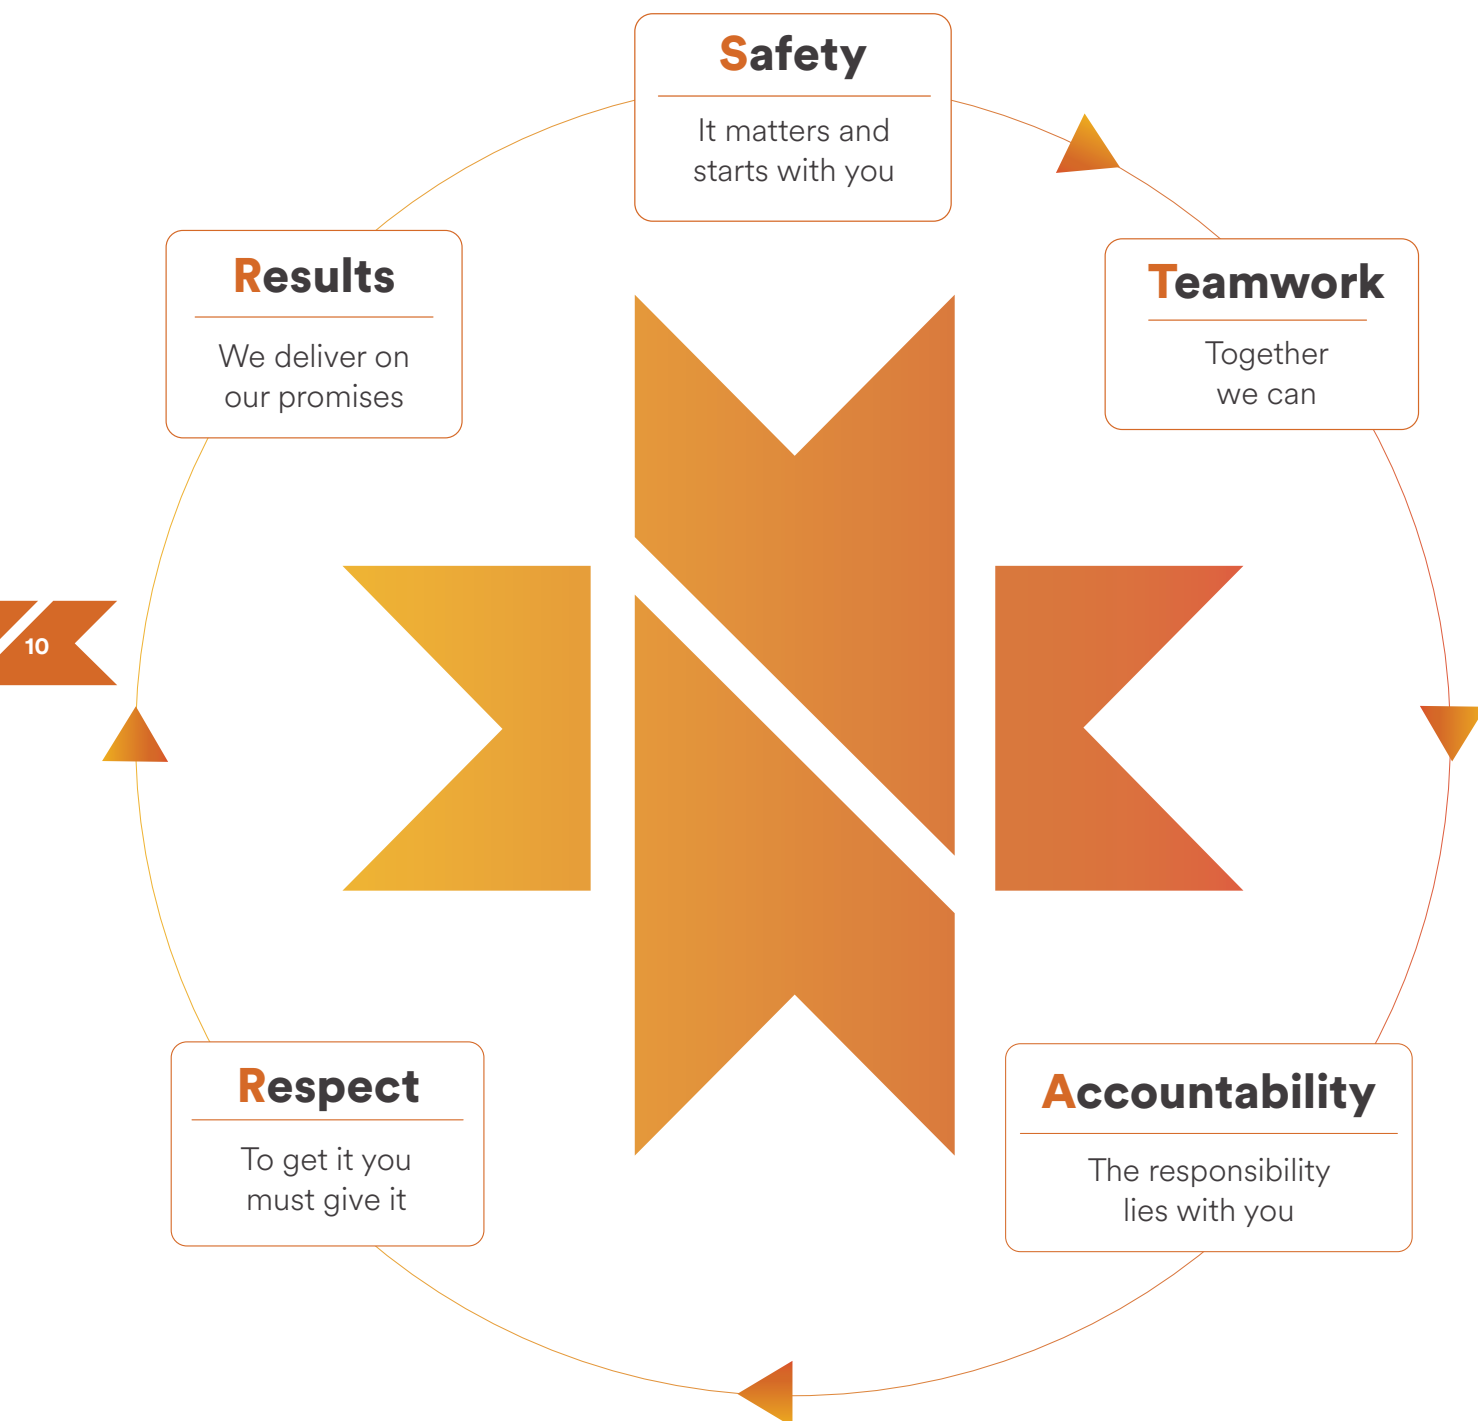 Safety
It matters and
starts with you
Teamwork
Together
we can
Accountability
The responsibility
lies with you
Respect
To get it you
must give it
Results
We deliver on
our promises
10